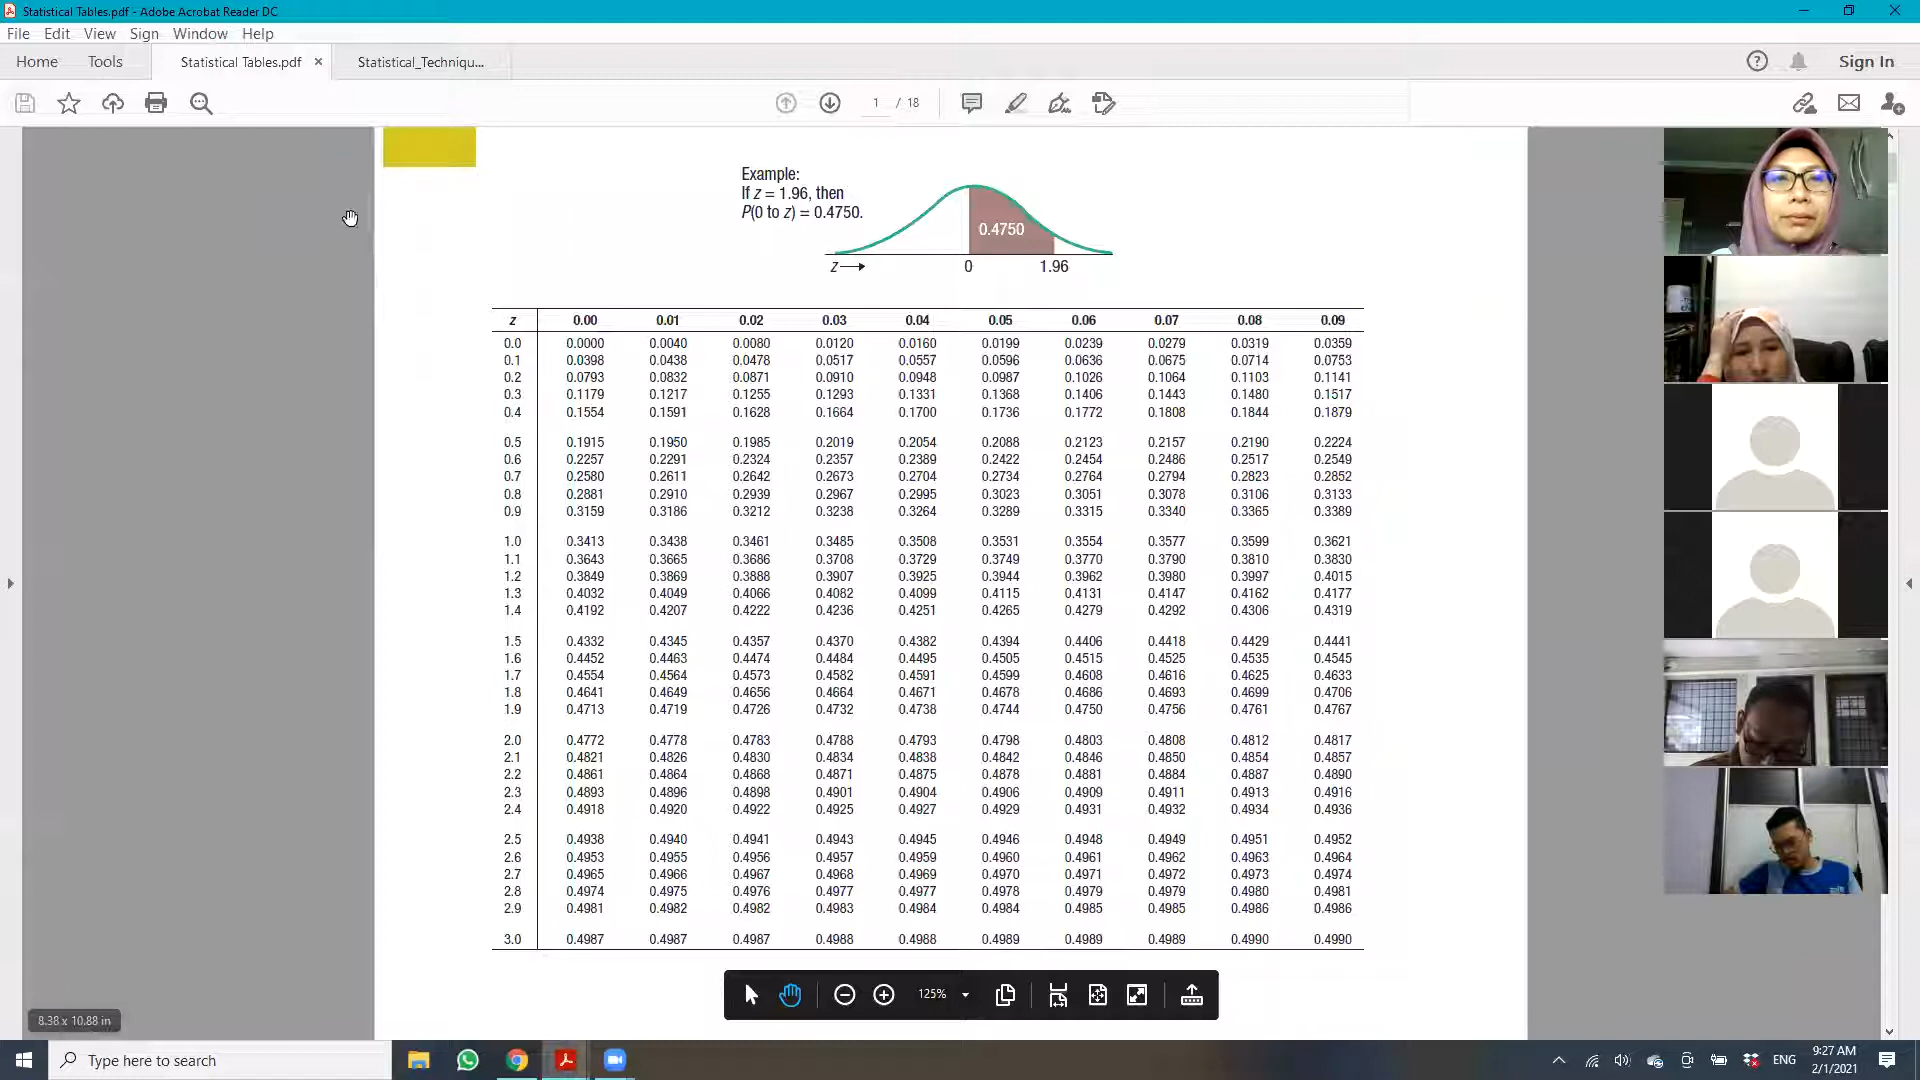 Statistical Tables.pdf - Adobe Acrobat Reader DC
File Edit View Sign Window Help
Home Tools Statistical Tables.pdf Statistical_Techniqu... Sign In
1 / 18
Example:
If z = 1.96, then
P(0 to z) = 0.4750.
0.4750
z 0 1.96
z 0.00 0.01 0.02 0.03 0.04 0.05 0.06 0.07 0.08 0.09
0.0 0.0000 0.0040 0.0080 0.0120 0.0160 0.0199 0.0239 0.0279 0.0319 0.0359
0.1 0.0398 0.0438 0.0478 0.0517 0.0557 0.0596 0.0636 0.0675 0.0714 0.0753
0.2 0.0793 0.0832 0.0871 0.0910 0.0948 0.0987 0.1026 0.1064 0.1103 0.1141
0.3 0.1179 0.1217 0.1255 0.1293 0.1331 0.1368 0.1406 0.1443 0.1480 0.1517
0.4 0.1554 0.1591 0.1628 0.1664 0.1700 0.1736 0.1772 0.1808 0.1844 0.1879
0.5 0.1915 0.1950 0.1985 0.2019 0.2054 0.2088 0.2123 0.2157 0.2190 0.2224
0.6 0.2257 0.2291 0.2324 0.2357 0.2389 0.2422 0.2454 0.2486 0.2517 0.2549
0.7 0.2580 0.2611 0.2642 0.2673 0.2704 0.2734 0.2764 0.2794 0.2823 0.2852
0.8 0.2881 0.2910 0.2939 0.2967 0.2995 0.3023 0.3051 0.3078 0.3106 0.3133
0.9 0.3159 0.3186 0.3212 0.3238 0.3264 0.3289 0.3315 0.3340 0.3365 0.3389
1.0 0.3413 0.3438 0.3461 0.3485 0.3508 0.3531 0.3554 0.3577 0.3599 0.3621
1.1 0.3643 0.3665 0.3686 0.3708 0.3729 0.3749 0.3770 0.3790 0.3810 0.3830
1.2 0.3849 0.3869 0.3888 0.3907 0.3925 0.3944 0.3962 0.3980 0.3997 0.4015
1.3 0.4032 0.4049 0.4066 0.4082 0.4099 0.4115 0.4131 0.4147 0.4162 0.4177
1.4 0.4192 0.4207 0.4222 0.4236 0.4251 0.4265 0.4279 0.4292 0.4306 0.4319
1.5 0.4332 0.4345 0.4357 0.4370 0.4382 0.4394 0.4406 0.4418 0.4429 0.4441
1.6 0.4452 0.4463 0.4474 0.4484 0.4495 0.4505 0.4515 0.4525 0.4535 0.4545
1.7 0.4554 0.4564 0.4573 0.4582 0.4591 0.4599 0.4608 0.4616 0.4625 0.4633
1.8 0.4641 0.4649 0.4656 0.4664 0.4671 0.4678 0.4686 0.4693 0.4699 0.4706
1.9 0.4713 0.4719 0.4726 0.4732 0.4738 0.4744 0.4750 0.4756 0.4761 0.4767
2.0 0.4772 0.4778 0.4783 0.4788 0.4793 0.4798 0.4803 0.4808 0.4812 0.4817
2.1 0.4821 0.4826 0.4830 0.4834 0.4838 0.4842 0.4846 0.4850 0.4854 0.4857
2.2 0.4861 0.4864 0.4868 0.4871 0.4875 0.4878 0.4881 0.4884 0.4887 0.4890
2.3 0.4893 0.4896 0.4898 0.4901 0.4904 0.4906 0.4909 0.4911 0.4913 0.4916
2.4 0.4918 0.4920 0.4922 0.4925 0.4927 0.4929 0.4931 0.4932 0.4934 0.4936
2.5 0.4938 0.4940 0.4941 0.4943 0.4945 0.4946 0.4948 0.4949 0.4951 0.4952
2.6 0.4953 0.4955 0.4956 0.4957 0.4959 0.4960 0.4961 0.4962 0.4963 0.4964
2.7 0.4965 0.4966 0.4967 0.4968 0.4969 0.4970 0.4971 0.4972 0.4973 0.4974
2.8 0.4974 0.4975 0.4976 0.4977 0.4977 0.4978 0.4979 0.4979 0.4980 0.4981
2.9 0.4981 0.4982 0.4982 0.4983 0.4984 0.4984 0.4985 0.4985 0.4986 0.4986
3.0 0.4987 0.4987 0.4987 0.4988 0.4988 0.4989 0.4989 0.4989 0.4990 0.4990
125%
8.38 x 10.88 in
Type here to search
ENG
9:27 AM
2/1/2021